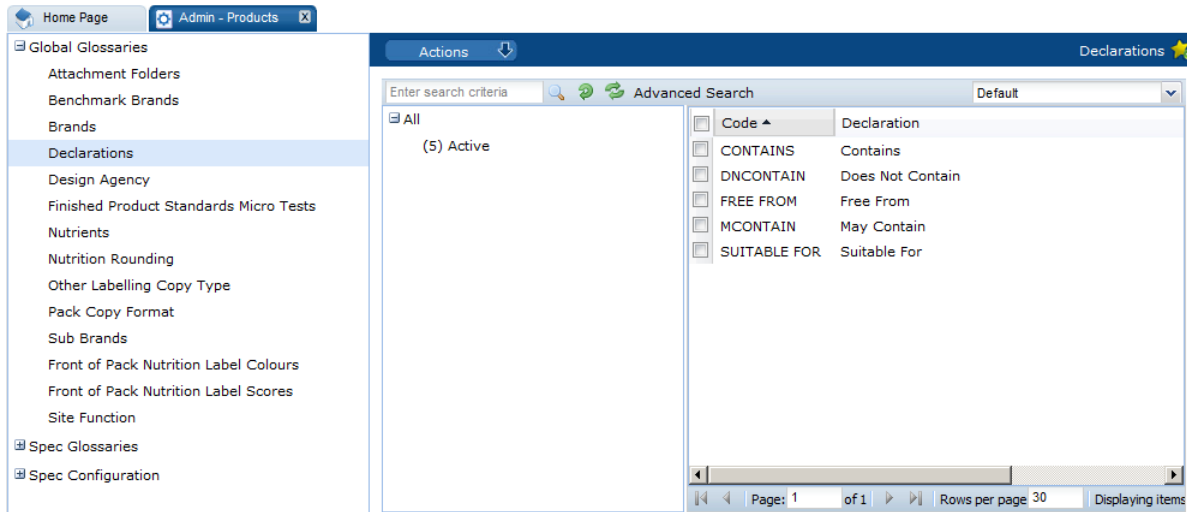 Home Page
Admin - Products
Global Glossaries
Attachment Folders
Benchmark Brands
Brands
Declarations
Design Agency
Finished Product Standards Micro Tests
Nutrients
Nutrition Rounding
Other Labelling Copy Type
Pack Copy Format
Sub Brands
Front of Pack Nutrition Label Colours
Front of Pack Nutrition Label Scores
Site Function
Spec Glossaries
Spec Configuration
Actions
Declarations
Enter search criteria
Advanced Search
Default
All
(5) Active
Code Declaration
CONTAINS Contains
DNCONTAIN Does Not Contain
FREE FROM Free From
MCONTAIN May Contain
SUITABLE FOR Suitable For
Page: 1 of 1 Rows per page 30 Displaying items